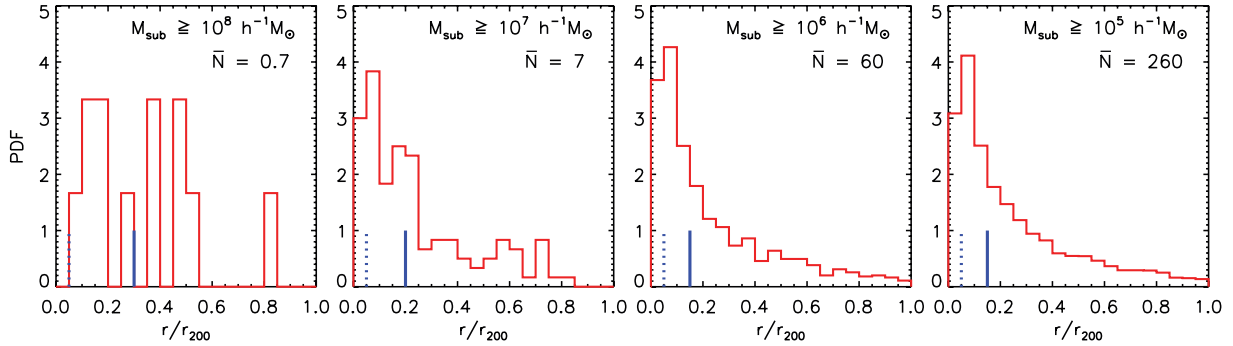 M_sub ≧ 10^8 h^-1 M_⊙
N̄ = 0.7
PDF
5
4
3
2
1
0
0.0 0.2 0.4 0.6 0.8 1.0
r/r_200
M_sub ≧ 10^7 h^-1 M_⊙
N̄ = 7
5
4
3
2
1
0
0.0 0.2 0.4 0.6 0.8 1.0
r/r_200
M_sub ≧ 10^6 h^-1 M_⊙
N̄ = 60
5
4
3
2
1
0
0.0 0.2 0.4 0.6 0.8 1.0
r/r_200
M_sub ≧ 10^5 h^-1 M_⊙
N̄ = 260
5
4
3
2
1
0
0.0 0.2 0.4 0.6 0.8 1.0
r/r_200